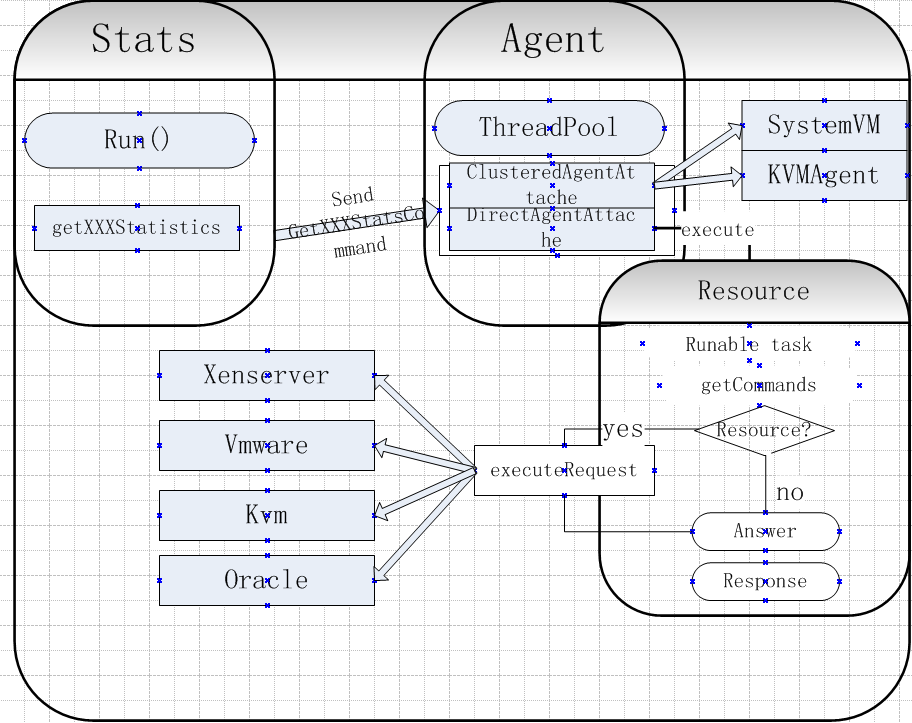 Stats
Agent
Run()
getXXXStatistics
Send
GetXXXStatsCo
mmand
ThreadPool
ClusteredAgentAt
tache
DirectAgentAttac
he
SystemVM
KVMAgent
execute
Resource
Runable task
getCommands
Resource?
yes
no
executeRequest
Answer
Response
Xenserver
Vmware
Kvm
Oracle